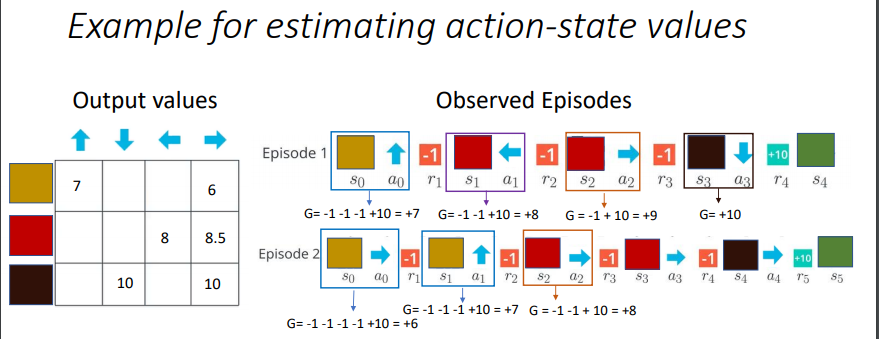 Example for estimating action-state values
Output values
Observed Episodes
7 6
8 8.5
10 10
Episode 1
-1 -1 -1 +10
s0 a0 r1 s1 a1 r2 s2 a2 r3 s3 a3 r4 s4
G= -1 -1 -1 +10 = +7 G= -1 -1 +10 = +8 G = -1 + 10 = +9 G= +10
Episode 2
-1 -1 -1 -1 +10
s0 a0 r1 s1 a1 r2 s2 a2 r3 s3 a3 r4 s4 a4 r5 s5
G= -1 -1 -1 +10 = +7 G = -1 -1 + 10 = +8
G= -1 -1 -1 -1 +10 = +6